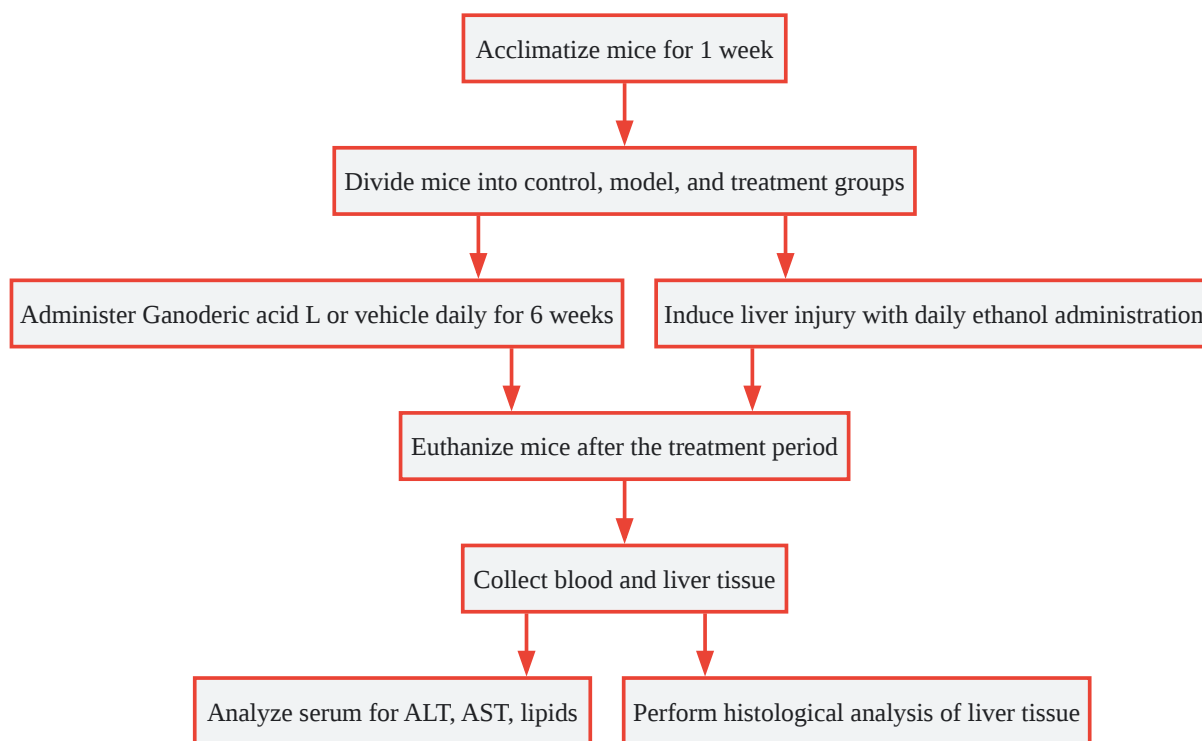 Acclimatize mice for 1 week
Divide mice into control, model, and treatment groups
Administer Ganoderic acid L or vehicle daily for 6 weeks
Induce liver injury with daily ethanol administration
Euthanize mice after the treatment period
Collect blood and liver tissue
Analyze serum for ALT, AST, lipids
Perform histological analysis of liver tissue